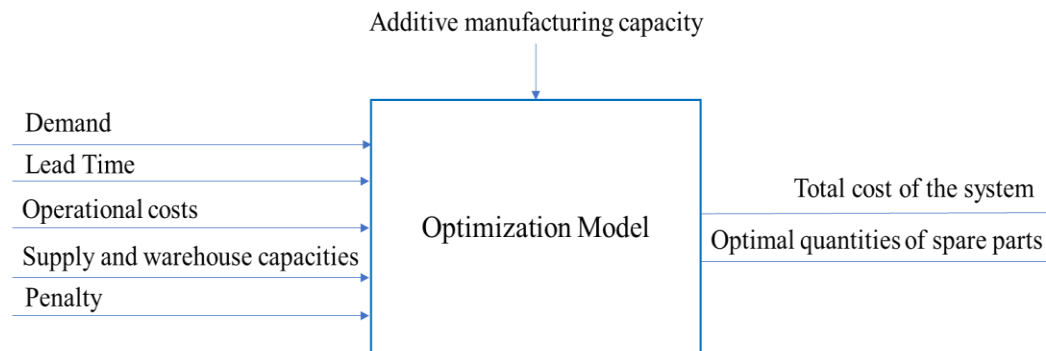 Additive manufacturing capacity
Demand
Lead Time
Operational costs
Supply and warehouse capacities
Penalty
Optimization Model
Total cost of the system
Optimal quantities of spare parts